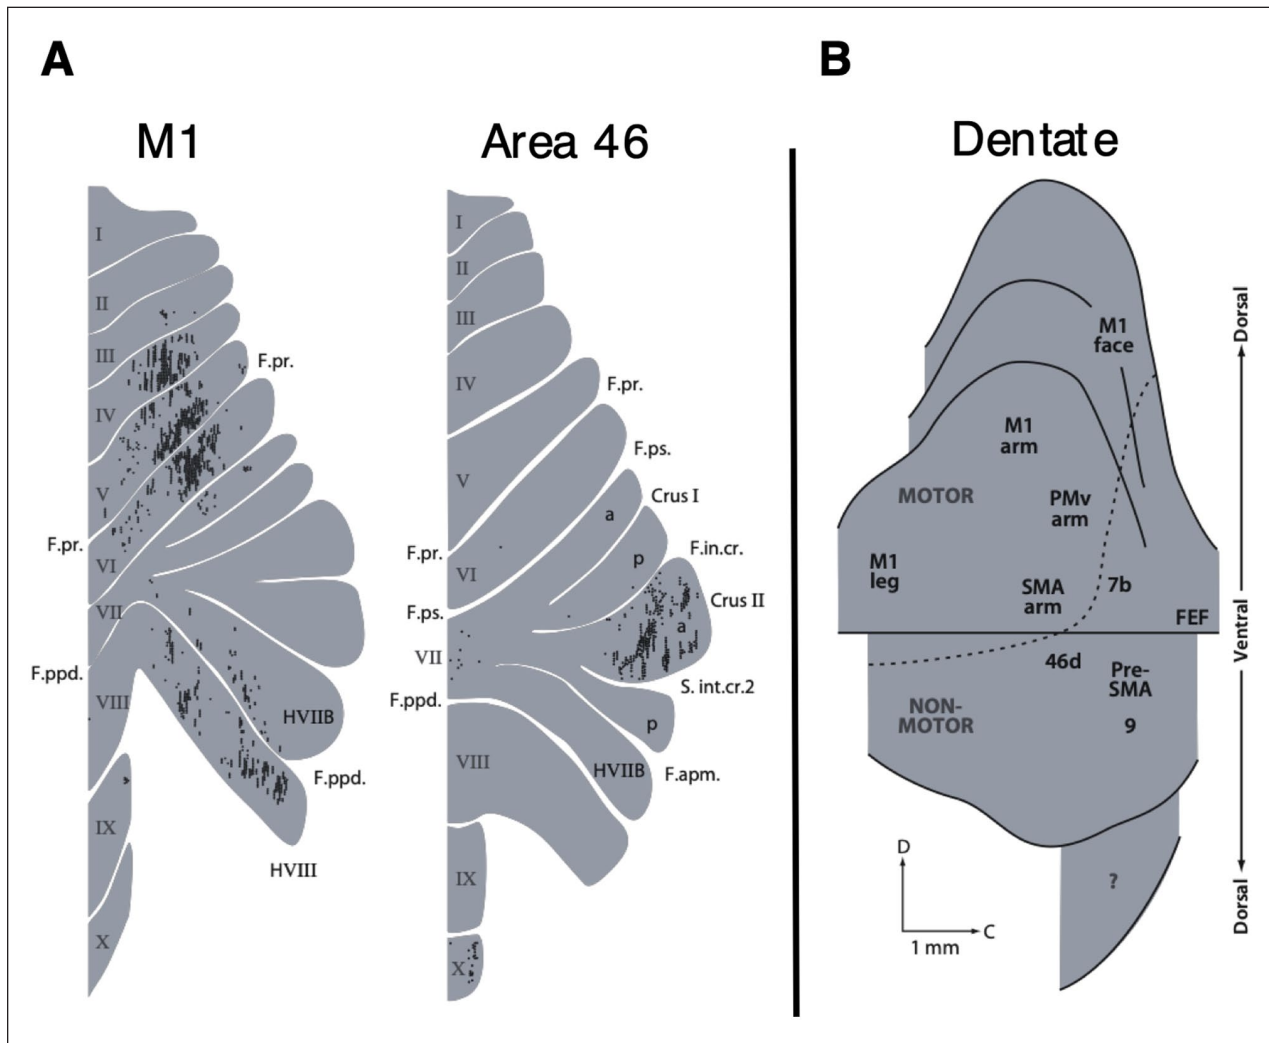 A
M1
I
II
III
IV
V
VI
VII
VIII
IX
X
F.pr.
F.pr.
F.ppd.
HVIIB
F.ppd.
HVIII
Area 46
I
II
III
IV
V
VI
VII
VIII
IX
X
F.pr.
F.ps.
Crus I
a
p
F.in.cr.
Crus II
a
S. int.cr.2
p
F.apm.
HVIIB
F.pr.
F.ps.
F.ppd.
B
Dentate
M1
face
M1
arm
MOTOR
PMv
arm
M1
leg
SMA
arm
7b
FEF
46d
Pre-
SMA
NON-
MOTOR
9
?
D
C
1 mm
Dorsal
Ventral
Dorsal